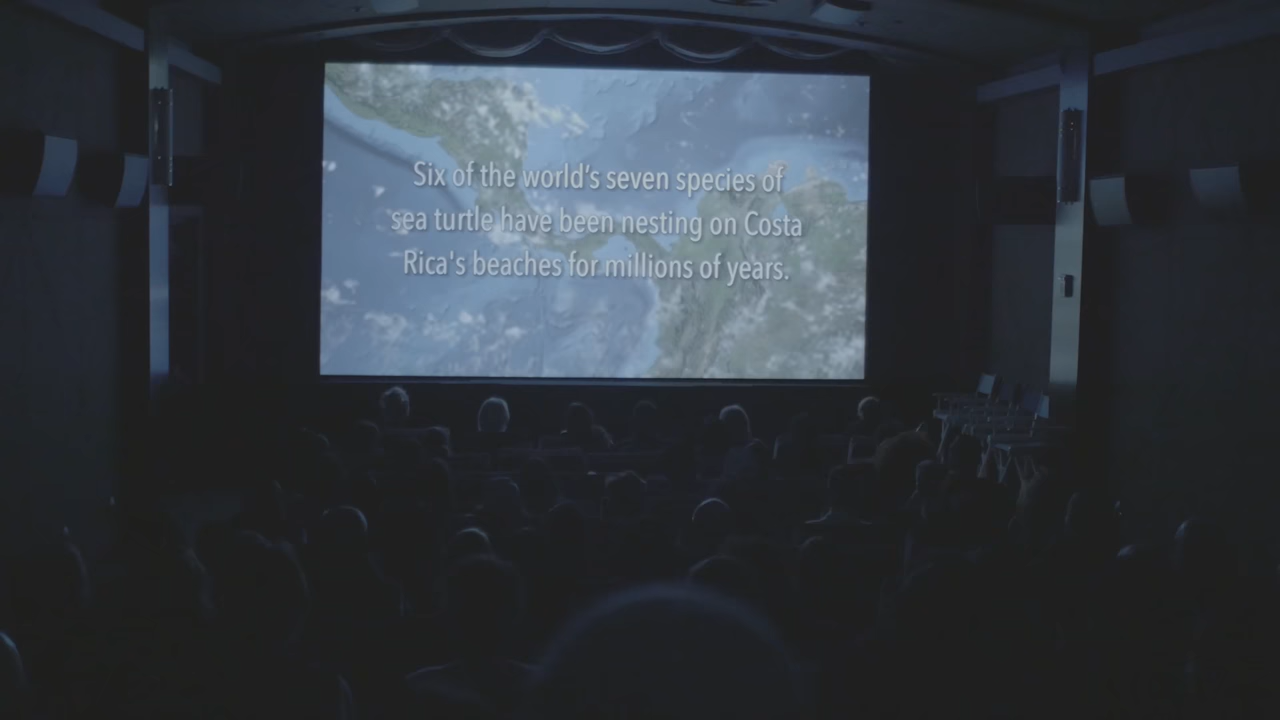 Six of the world's seven species of
sea turtle have been nesting on Costa
Rica's beaches for millions of years.